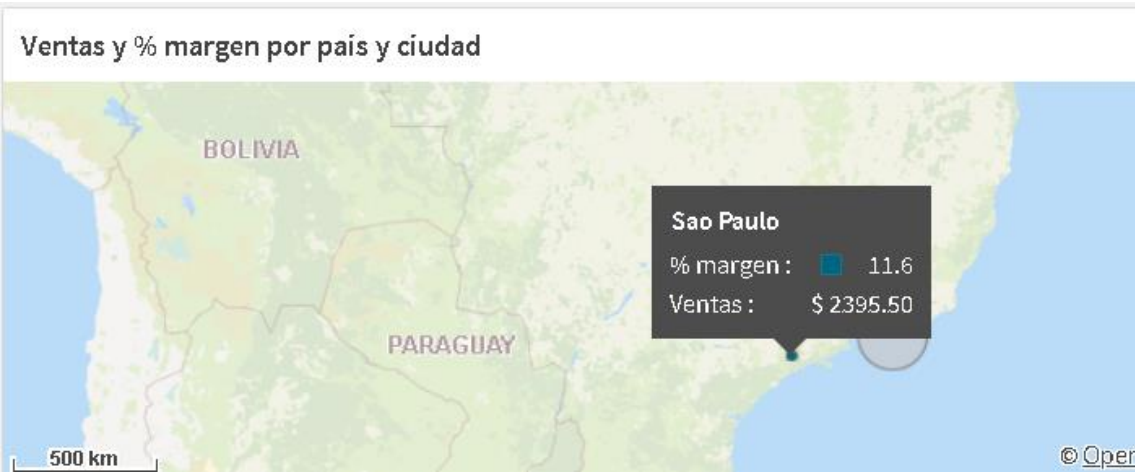 Ventas y % margen por país y ciudad
BOLIVIA
Sao Paulo
% margen : 11.6
Ventas : $ 2395.50
PARAGUAY
500 km
© Oper